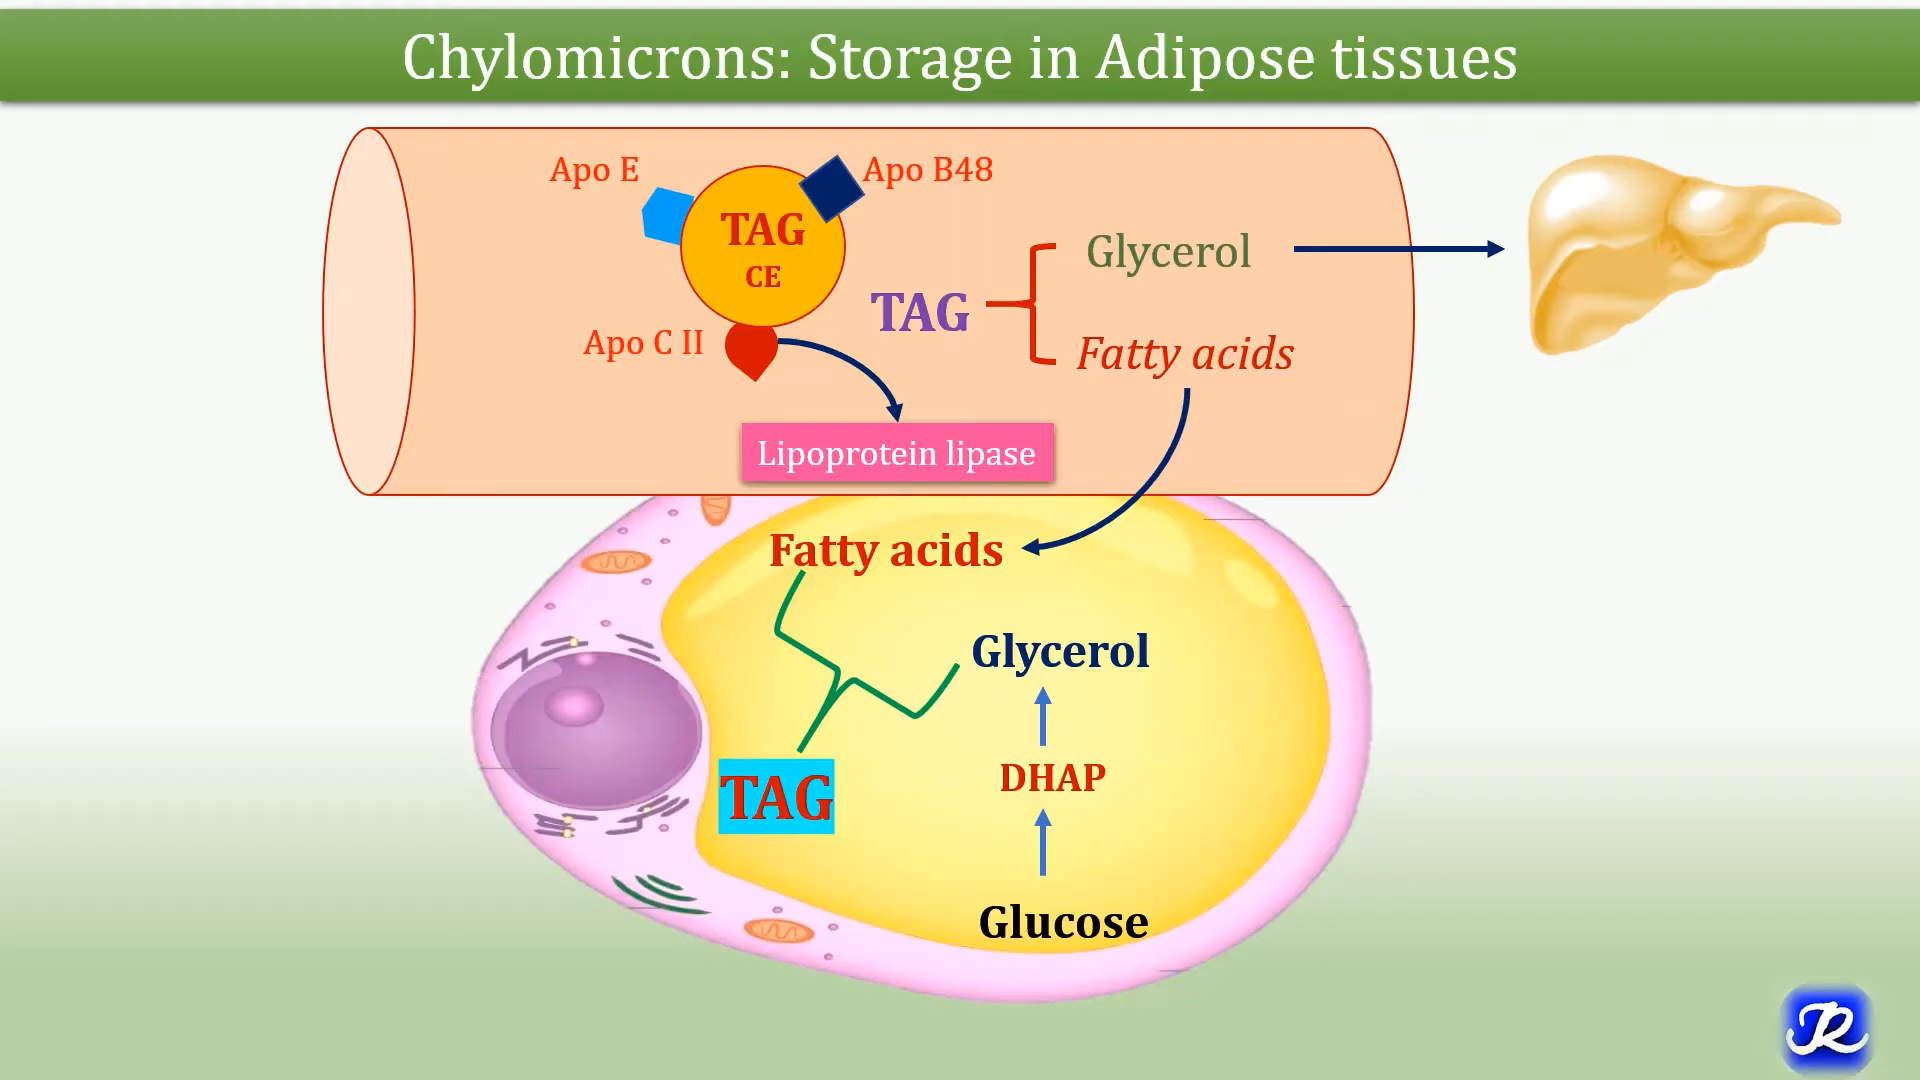 Chylomicrons: Storage in Adipose tissues
Apo E
Apo B48
TAG
CE
Glycerol
TAG
Apo C II
Fatty acids
Lipoprotein lipase
Fatty acids
Glycerol
DHAP
TAG
Glucose
R